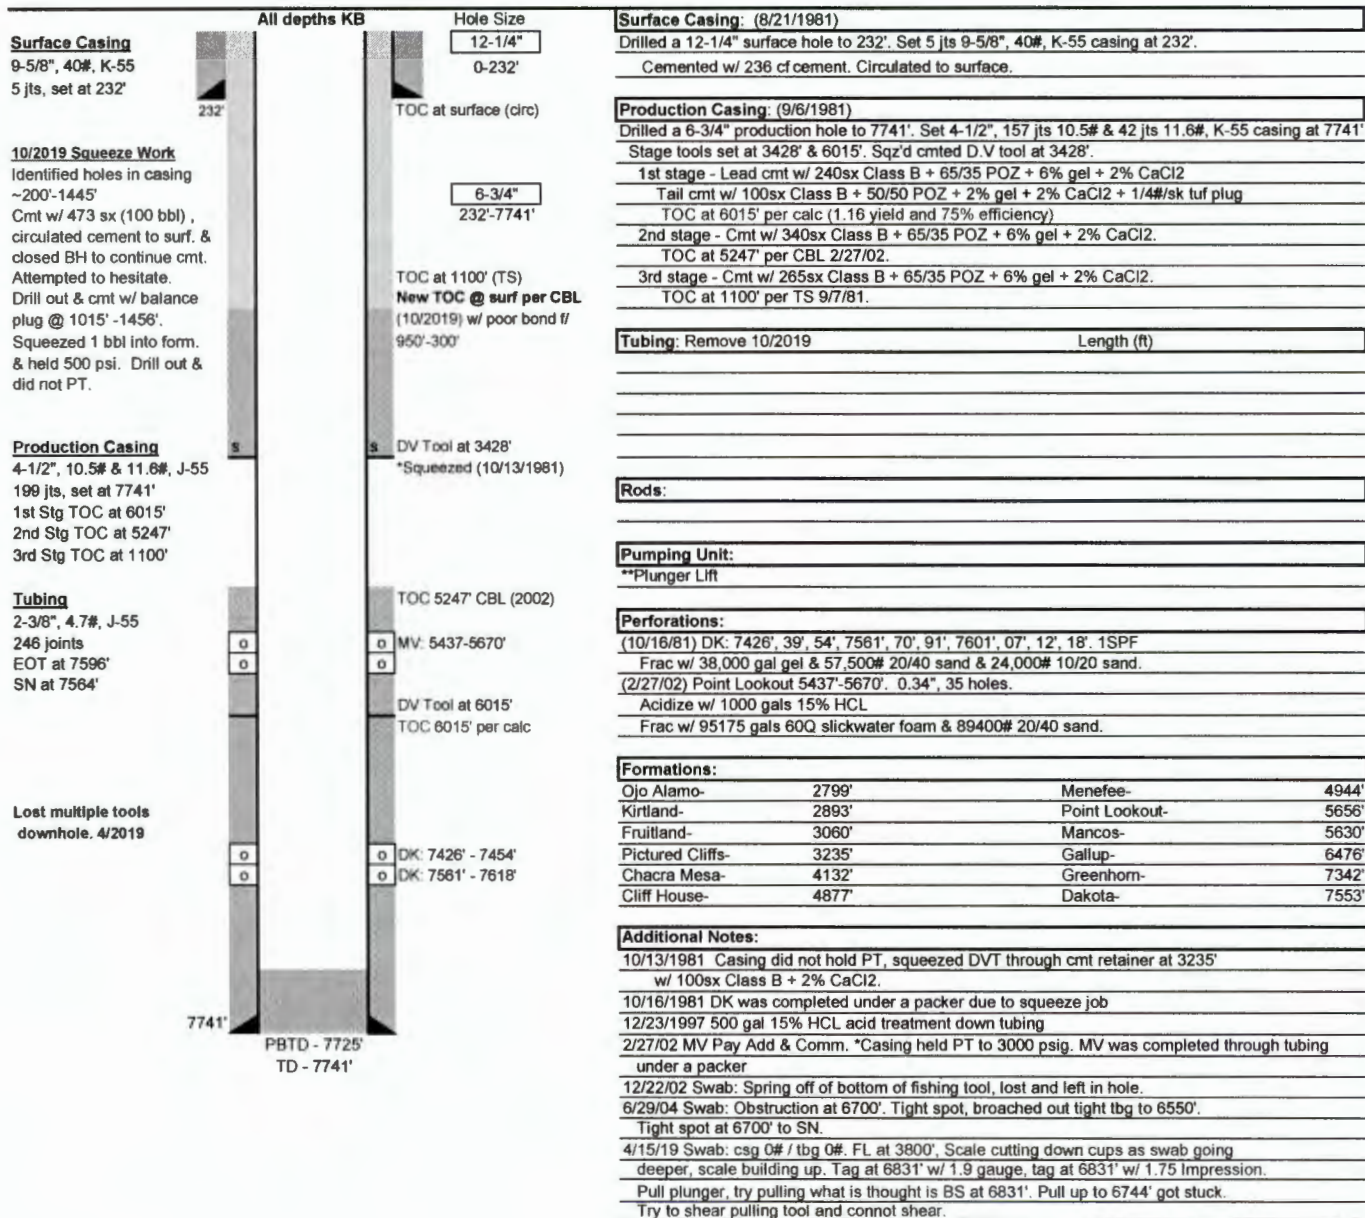 All depths KB
Hole Size
Surface Casing
9-5/8", 40#, K-55
5 jts, set at 232'
12-1/4"
0-232'
232'
TOC at surface (circ)
10/2019 Squeeze Work
Identified holes in casing
~200'-1445'
Cmt w/ 473 sx (100 bbl) ,
circulated cement to surf. &
closed BH to continue cmt.
Attempted to hesitate.
Drill out & cmt w/ balance
plug @ 1015' -1456'.
Squeezed 1 bbl into form.
& held 500 psi. Drill out &
did not PT.
6-3/4"
232'-7741'
TOC at 1100' (TS)
New TOC @ surf per CBL
(10/2019) w/ poor bond f/
950'-300'
Production Casing
4-1/2", 10.5# & 11.6#, J-55
199 jts, set at 7741'
1st Stg TOC at 6015'
2nd Stg TOC at 5247'
3rd Stg TOC at 1100'
s
s
DV Tool at 3428'
*Squeezed (10/13/1981)
Tubing
2-3/8", 4.7#, J-55
246 joints
EOT at 7596'
SN at 7564'
TOC 5247' CBL (2002)
o
o MV: 5437-5670'
o
o
DV Tool at 6015'
TOC 6015' per calc
Lost multiple tools
downhole. 4/2019
o
o DK: 7426' - 7454'
o
o DK: 7561' - 7618'
7741'
PBTD - 7725'
TD - 7741'
Surface Casing: (8/21/1981)
Drilled a 12-1/4" surface hole to 232'. Set 5 jts 9-5/8", 40#, K-55 casing at 232'.
Cemented w/ 236 cf cement. Circulated to surface.
Production Casing: (9/6/1981)
Drilled a 6-3/4" production hole to 7741'. Set 4-1/2", 157 jts 10.5# & 42 jts 11.6#, K-55 casing at 7741'
Stage tools set at 3428' & 6015'. Sqz'd cmted D.V tool at 3428'.
1st stage - Lead cmt w/ 240sx Class B + 65/35 POZ + 6% gel + 2% CaCl2
Tail cmt w/ 100sx Class B + 50/50 POZ + 2% gel + 2% CaCl2 + 1/4#/sk tuf plug
TOC at 6015' per calc (1.16 yield and 75% efficiency)
2nd stage - Cmt w/ 340sx Class B + 65/35 POZ + 6% gel + 2% CaCl2.
TOC at 5247' per CBL 2/27/02.
3rd stage - Cmt w/ 265sx Class B + 65/35 POZ + 6% gel + 2% CaCl2.
TOC at 1100' per TS 9/7/81.
Tubing: Remove 10/2019 Length (ft)
Rods:
Pumping Unit:
**Plunger Lift
Perforations:
(10/16/81) DK: 7426', 39', 54', 7561', 70', 91', 7601', 07', 12', 18'. 1SPF
Frac w/ 38,000 gal gel & 57,500# 20/40 sand & 24,000# 10/20 sand.
(2/27/02) Point Lookout 5437'-5670'. 0.34", 35 holes.
Acidize w/ 1000 gals 15% HCL
Frac w/ 95175 gals 60Q slickwater foam & 89400# 20/40 sand.
Formations:
Ojo Alamo- 2799' Menefee- 4944'
Kirtland- 2893' Point Lookout- 5656'
Fruitland- 3060' Mancos- 5630'
Pictured Cliffs- 3235' Gallup- 6476'
Chacra Mesa- 4132' Greenhorn- 7342'
Cliff House- 4877' Dakota- 7553'
Additional Notes:
10/13/1981 Casing did not hold PT, squeezed DVT through cmt retainer at 3235'
w/ 100sx Class B + 2% CaCl2.
10/16/1981 DK was completed under a packer due to squeeze job
12/23/1997 500 gal 15% HCL acid treatment down tubing
2/27/02 MV Pay Add & Comm. *Casing held PT to 3000 psig. MV was completed through tubing
under a packer
12/22/02 Swab: Spring off of bottom of fishing tool, lost and left in hole.
6/29/04 Swab: Obstruction at 6700'. Tight spot, broached out tight tbg to 6550'.
Tight spot at 6700' to SN.
4/15/19 Swab: csg 0# / tbg 0#. FL at 3800', Scale cutting down cups as swab going
deeper, scale building up. Tag at 6831' w/ 1.9 gauge, tag at 6831' w/ 1.75 Impression.
Pull plunger, try pulling what is thought is BS at 6831'. Pull up to 6744' got stuck.
Try to shear pulling tool and connot shear.